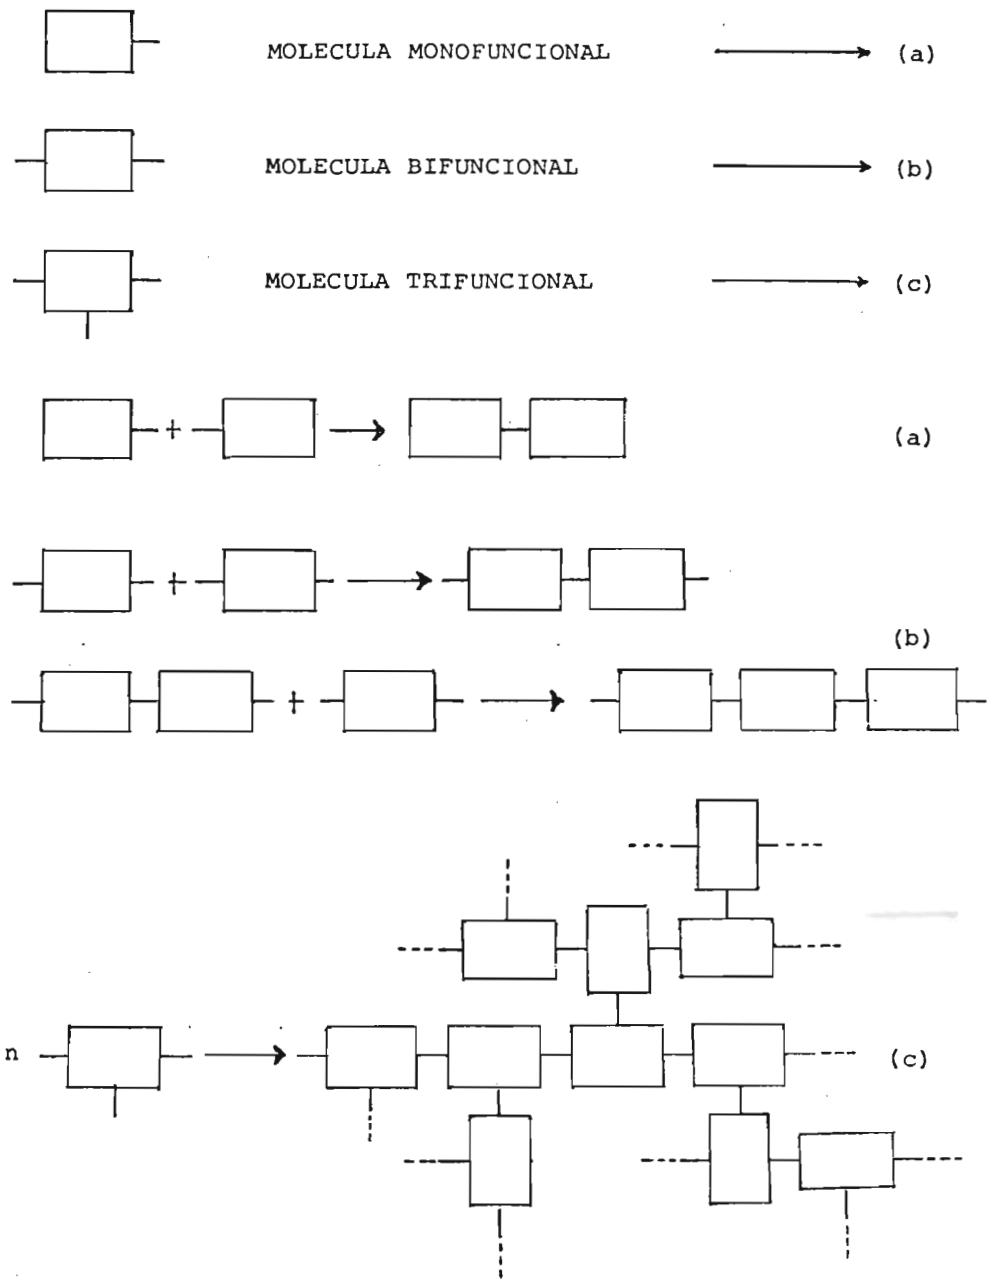 MOLECULA MONOFUNCIONAL (a)
MOLECULA BIFUNCIONAL (b)
MOLECULA TRIFUNCIONAL (c)
+ (a)
+
(b)
+
n (c)